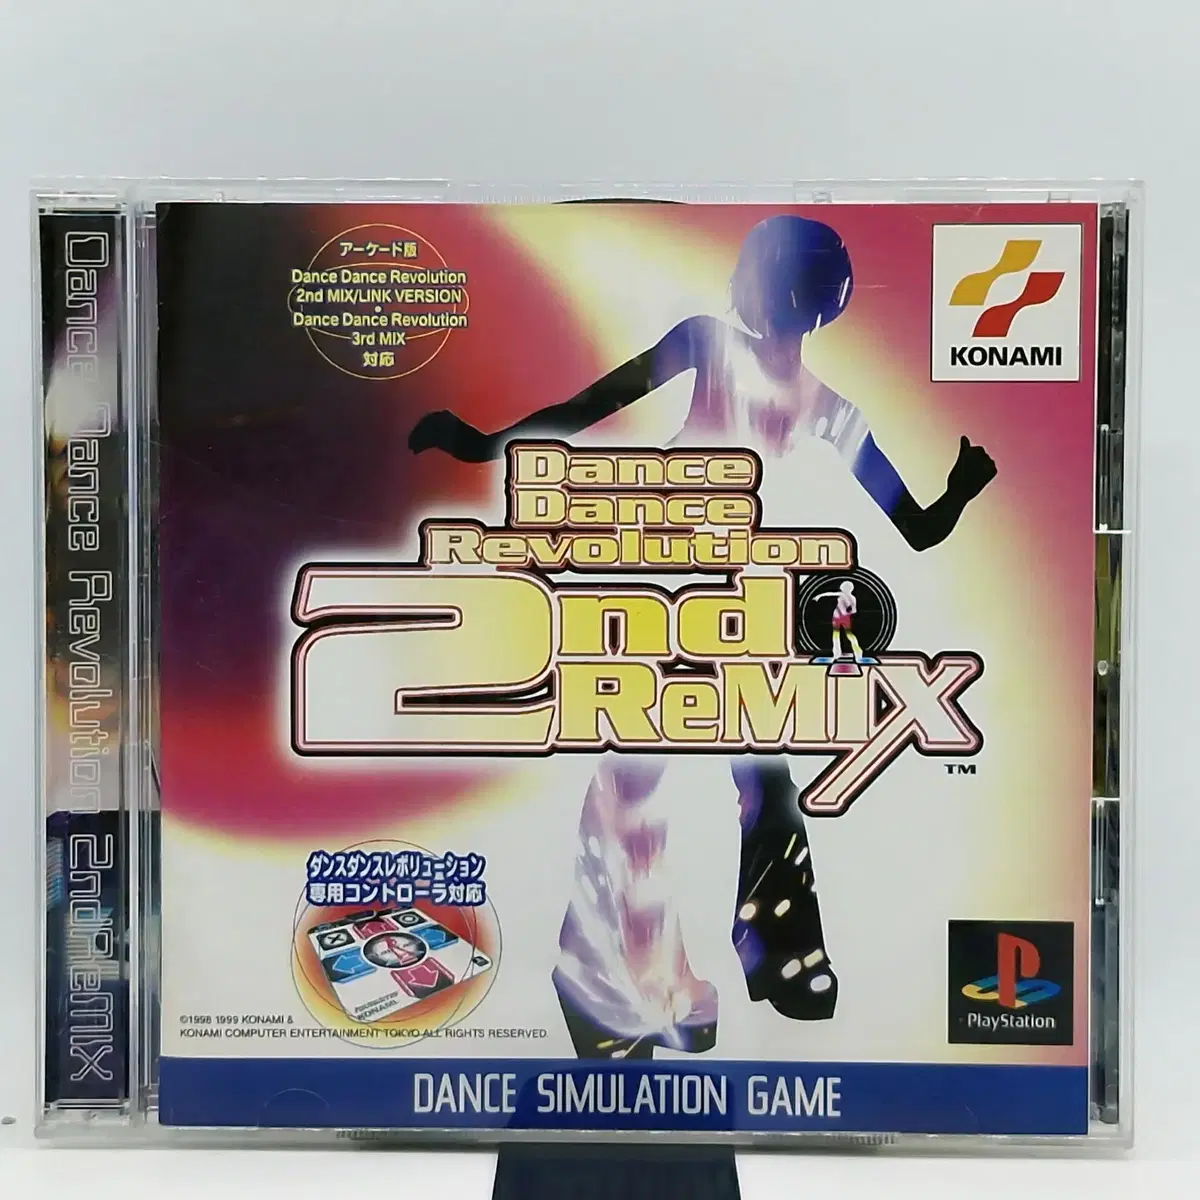 Dance Dance Revolution 2ndReMIX
アーケード版
Dance Dance Revolution
2nd MIX/LINK VERSION
・
Dance Dance Revolution
3rd MIX
対応
KONAMI
Dance
Dance
Revolution
2nd
ReMIX
TM
ダンスダンスレボリューション
専用コントローラ対応
KONAMI
©1998 1999 KONAMI &
KONAMI COMPUTER ENTERTAINMENT TOKYO ALL RIGHTS RESERVED.
PlayStation
DANCE SIMULATION GAME